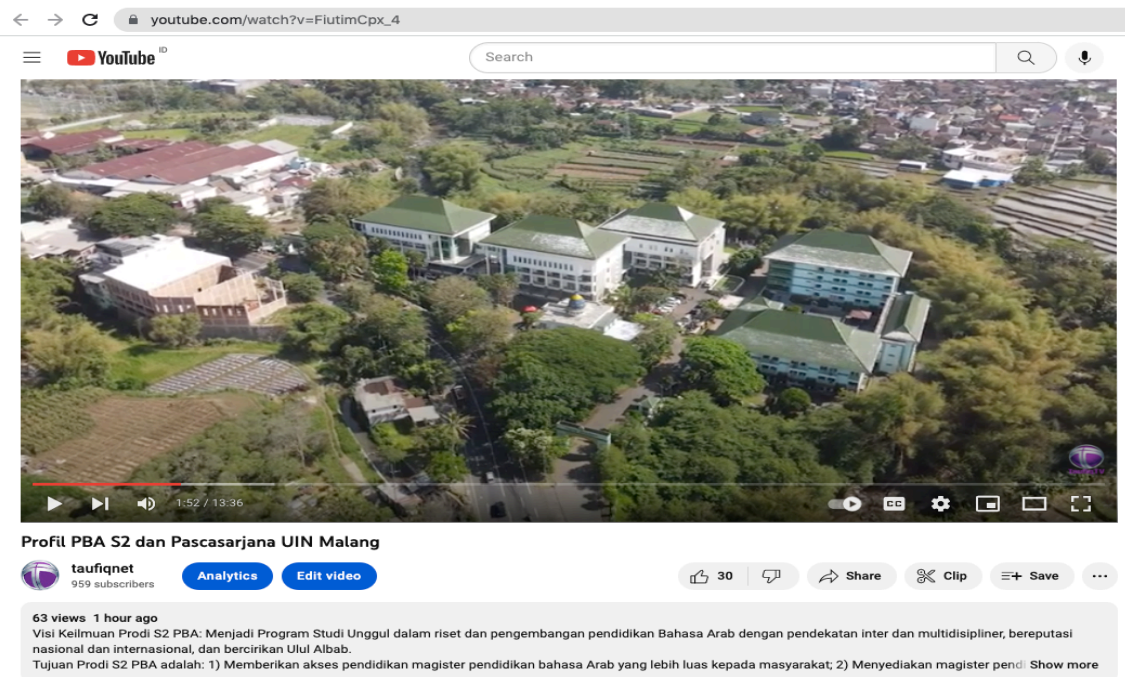 youtube.com/watch?v=FiutimCpx_4
YouTube ID
Search
1:52 / 13:36
CC
Profil PBA S2 dan Pascasarjana UIN Malang
taufiqnet
959 subscribers
Analytics
Edit video
30
Share
Clip
Save
63 views 1 hour ago
Visi Keilmuan Prodi S2 PBA: Menjadi Program Studi Unggul dalam riset dan pengembangan pendidikan Bahasa Arab dengan pendekatan inter dan multidisipliner, bereputasi
nasional dan internasional, dan bercirikan Ulul Albab.
Tujuan Prodi S2 PBA adalah: 1) Memberikan akses pendidikan magister pendidikan bahasa Arab yang lebih luas kepada masyarakat; 2) Menyediakan magister pendi Show more